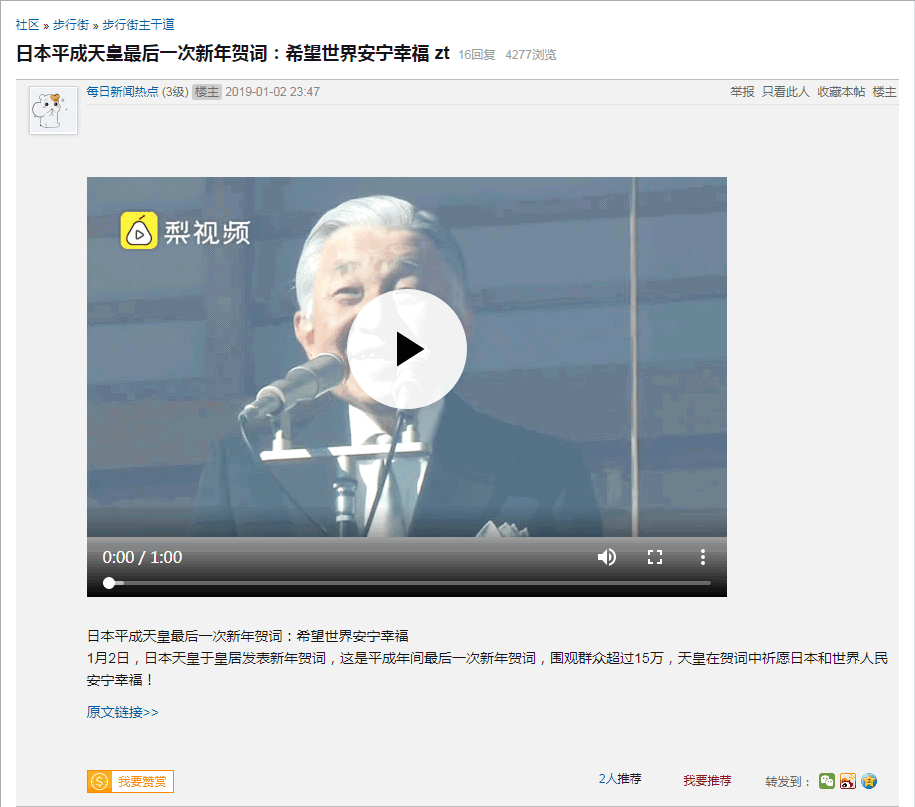 社区 » 步行街 » 步行街主干道
日本平成天皇最后一次新年贺词：希望世界安宁幸福 zt 16回复 4277浏览
每日新闻热点 (3级) 楼主 2019-01-02 23:47 举报 只看此人 收藏本帖 楼主
梨视频
0:00 / 1:00
日本平成天皇最后一次新年贺词：希望世界安宁幸福
1月2日，日本天皇于皇居发表新年贺词，这是平成年间最后一次新年贺词，围观群众超过15万，天皇在贺词中祈愿日本和世界人民
安宁幸福！
原文链接>>
我要赞赏 2人推荐 我要推荐 转发到：